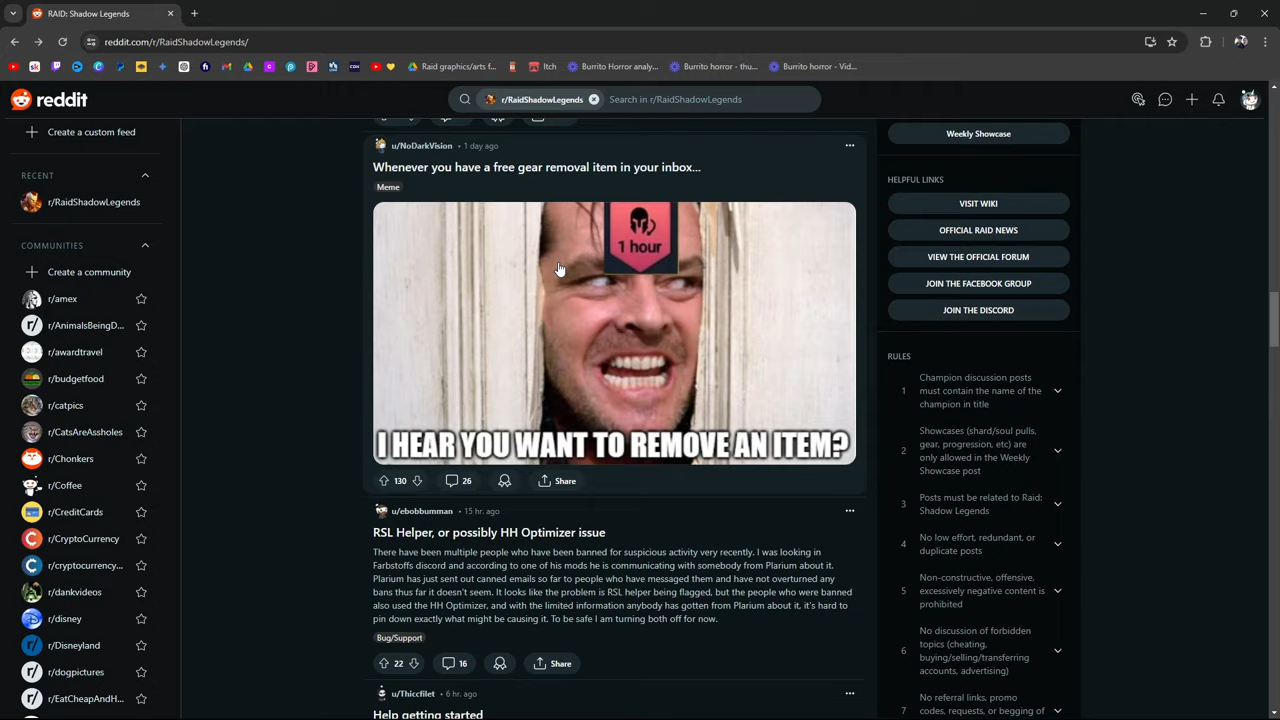 RAID: Shadow Legends
reddit.com/r/RaidShadowLegends/
Raid graphics/arts f...
Itch
Burrito Horror analy...
Burrito horror - thu...
Burrito horror - Vid...
reddit
r/RaidShadowLegends
Search in r/RaidShadowLegends
Create a custom feed
RECENT
r/RaidShadowLegends
COMMUNITIES
Create a community
r/amex
r/AnimalsBeingD...
r/awardtravel
r/budgetfood
r/catpics
r/CatsAreAssholes
r/Chonkers
r/Coffee
r/CreditCards
r/CryptoCurrency
r/cryptocurrency...
r/dankvideos
r/disney
r/Disneyland
r/dogpictures
r/EatCheapAndH...
u/NoDarkVision • 1 day ago
Whenever you have a free gear removal item in your inbox...
Meme
1 hour
I HEAR YOU WANT TO REMOVE AN ITEM?
130
26
Share
u/ebobbumman • 15 hr. ago
RSL Helper, or possibly HH Optimizer issue
There have been multiple people who have been banned for suspicious activity very recently. I was looking in
Farbstoffs discord and according to one of his mods he is communicating with somebody from Plarium about it.
Plarium has just sent out canned emails so far to people who have messaged them and have not overturned any
bans thus far it doesn't seem. It looks like the problem is RSL helper being flagged, but the people who were banned
also used the HH Optimizer, and with the limited information anybody has gotten from Plarium about it, it's hard to
pin down exactly what might be causing it. To be safe I am turning both off for now.
Bug/Support
22
16
Share
u/Thiccfilet • 6 hr. ago
Help getting started
Weekly Showcase
HELPFUL LINKS
VISIT WIKI
OFFICIAL RAID NEWS
VIEW THE OFFICIAL FORUM
JOIN THE FACEBOOK GROUP
JOIN THE DISCORD
RULES
1
Champion discussion posts
must contain the name of the
champion in title
2
Showcases (shard/soul pulls,
gear, progression, etc) are
only allowed in the Weekly
Showcase post
3
Posts must be related to Raid:
Shadow Legends
4
No low effort, redundant, or
duplicate posts
5
Non-constructive, offensive,
excessively negative content is
prohibited
6
No discussion of forbidden
topics (cheating,
buying/selling/transferring
accounts, advertising)
7
No referral links, promo
codes, requests, or begging of